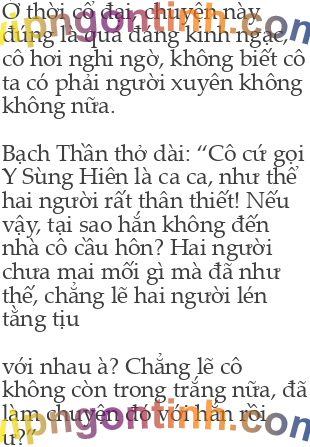 Ở thời cổ đại, chuyện này
đúng là quá đáng kinh ngạc,
cô hơi nghi ngờ, không biết cô
ta có phải người xuyên không
không nữa.
Bạch Thần thở dài: “Cô cứ gọi
Y Sùng Hiên là ca ca, như thể
hai người rất thân thiết! Nếu
vậy, tại sao hắn không đến
nhà cô cầu hôn? Hai người
chưa mai mối gì mà đã như
thế, chẳng lẽ hai người lén
tằng tịu
với nhau à? Chẳng lẽ cô
không còn trong trắng nữa, đã
làm chuyện đó với hắn rồi
ư?”